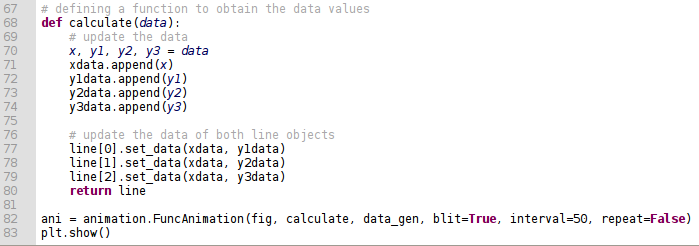 67 # defining a function to obtain the data values
68 def calculate(data):
69     # update the data
70     x, y1, y2, y3 = data
71     xdata.append(x)
72     y1data.append(y1)
73     y2data.append(y2)
74     y3data.append(y3)
75
76     # update the data of both line objects
77     line[0].set_data(xdata, y1data)
78     line[1].set_data(xdata, y2data)
79     line[2].set_data(xdata, y3data)
80     return line
81
82 ani = animation.FuncAnimation(fig, calculate, data_gen, blit=True, interval=50, repeat=False)
83 plt.show()